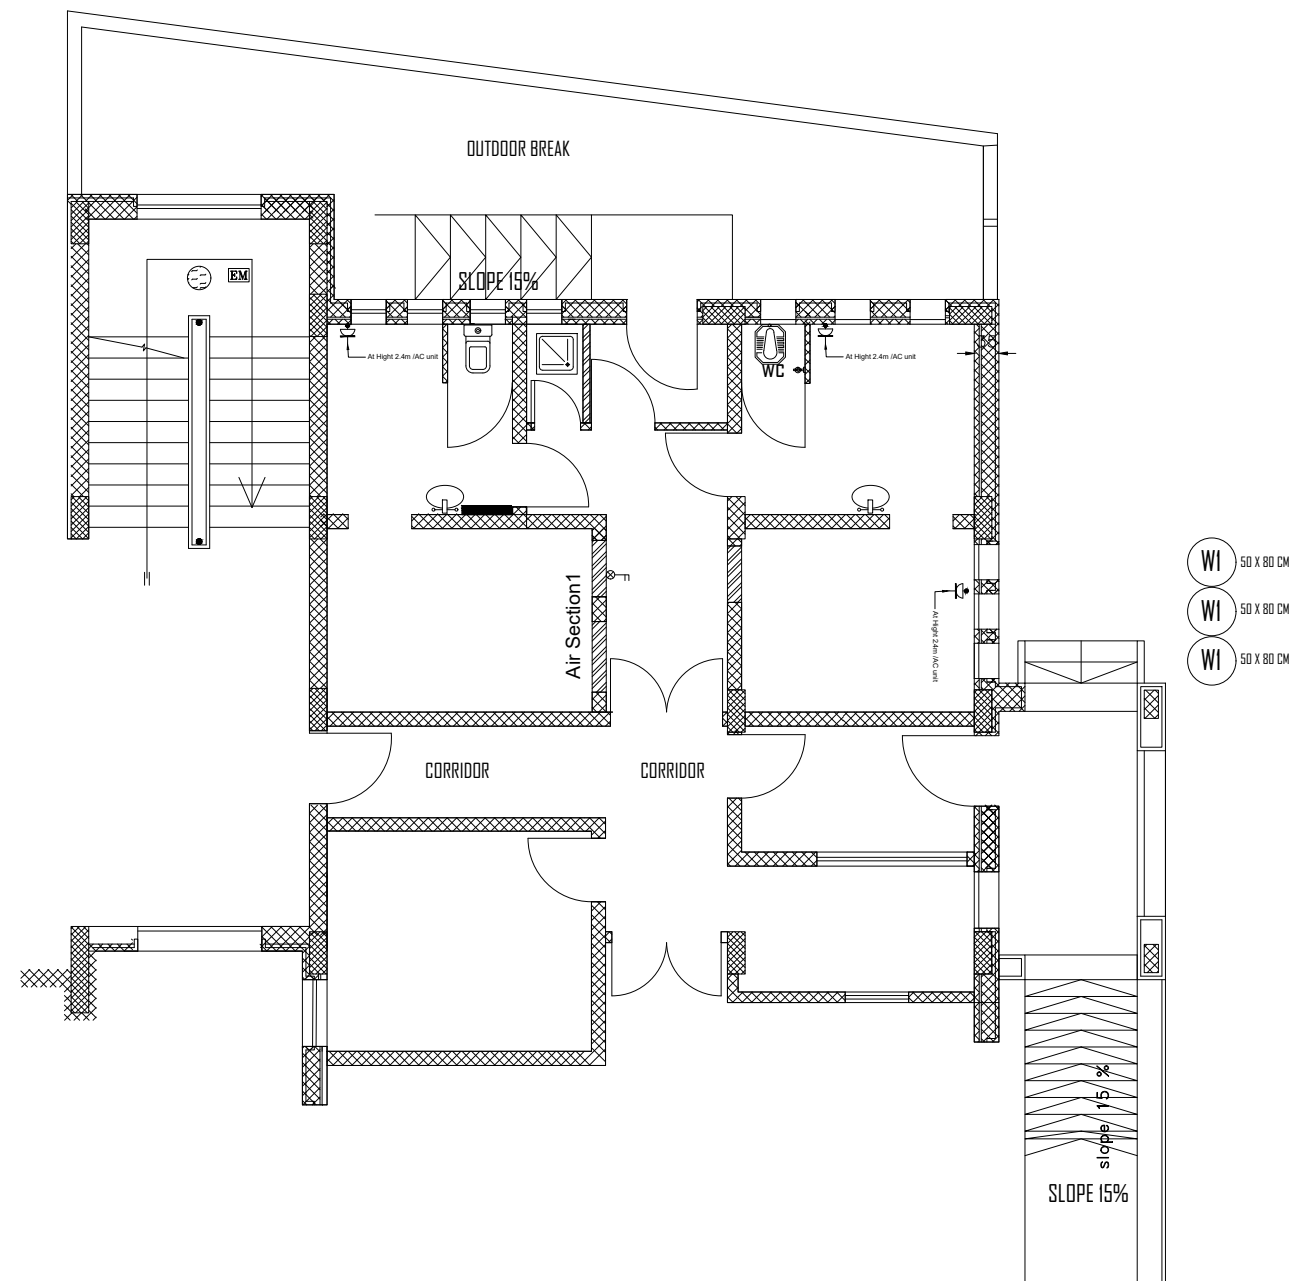 OUTDOOR BREAK
EM
SLOPE 15%
At Hight 2.4m /AC unit
WC
At Hight 2.4m /AC unit
W1 50 X 80 CM
W1 50 X 80 CM
W1 50 X 80 CM
Air Section1
At Hight 2.4m /AC unit
CORRIDOR
CORRIDOR
slope 15 %
SLOPE 15%